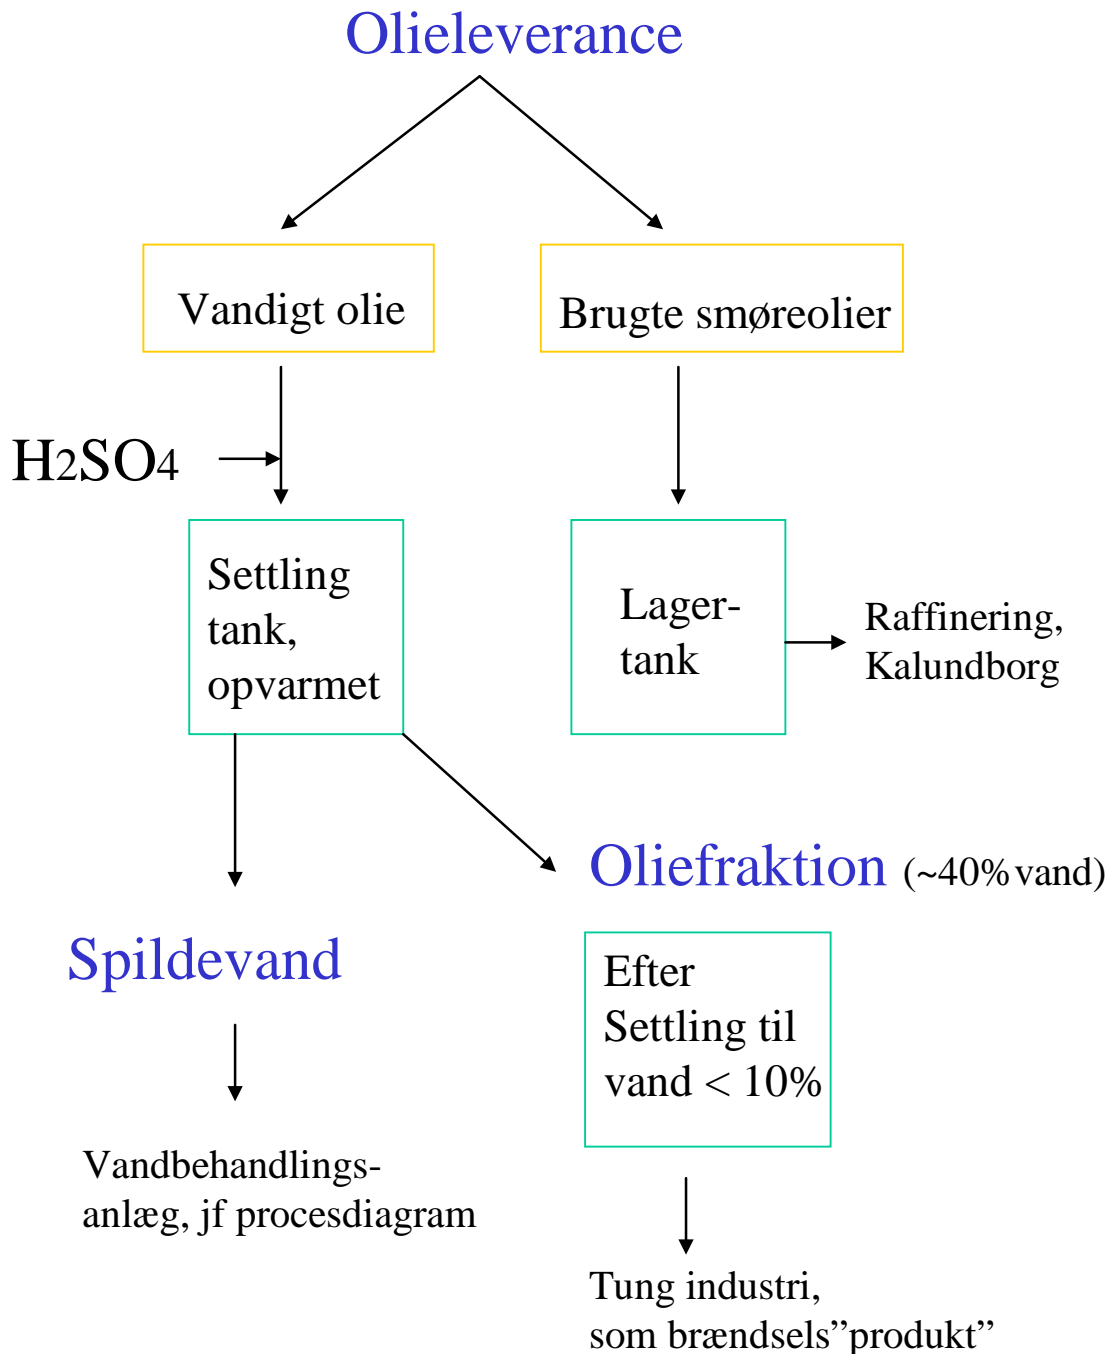 Olieleverance
Vandigt olie
Brugte smøreolier
H2SO4
Settling
tank,
opvarmet
Lager-
tank
Raffinering,
Kalundborg
Oliefraktion (~40% vand)
Spildevand
Efter
Settling til
vand < 10%
Vandbehandlings-
anlæg, jf procesdiagram
Tung industri,
som brændsels”produkt”